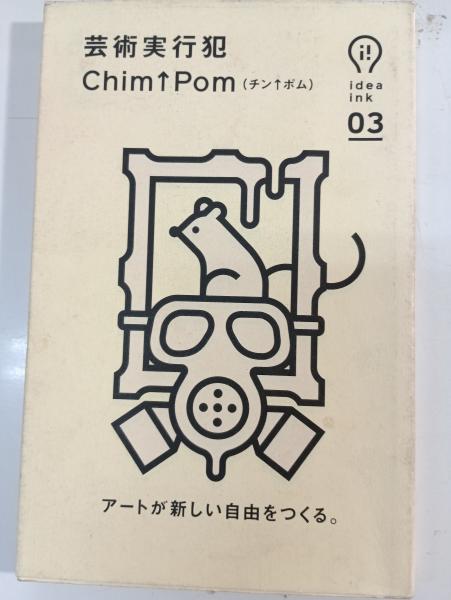 芸術実行犯
Chim↑Pom（チン↑ポム）
i!
idea
ink
03
アートが新しい自由をつくる。